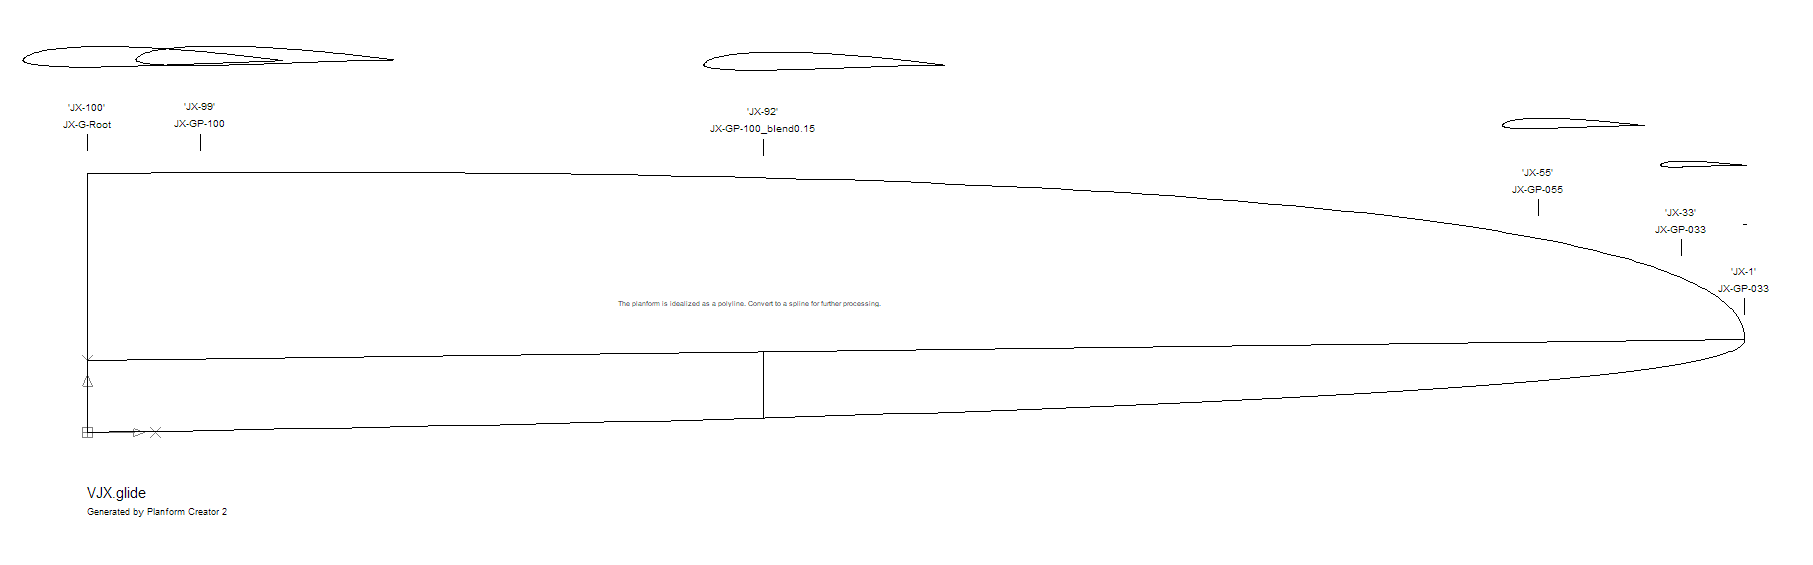 'JX-100'
JX-G-Root
'JX-99'
JX-GP-100
'JX-92'
JX-GP-100_blend0.15
'JX-55'
JX-GP-055
'JX-33'
JX-GP-033
'JX-1'
JX-GP-033
The planform is idealized as a polyline. Convert to a spline for further processing.
VJX.glide
Generated by Planform Creator 2